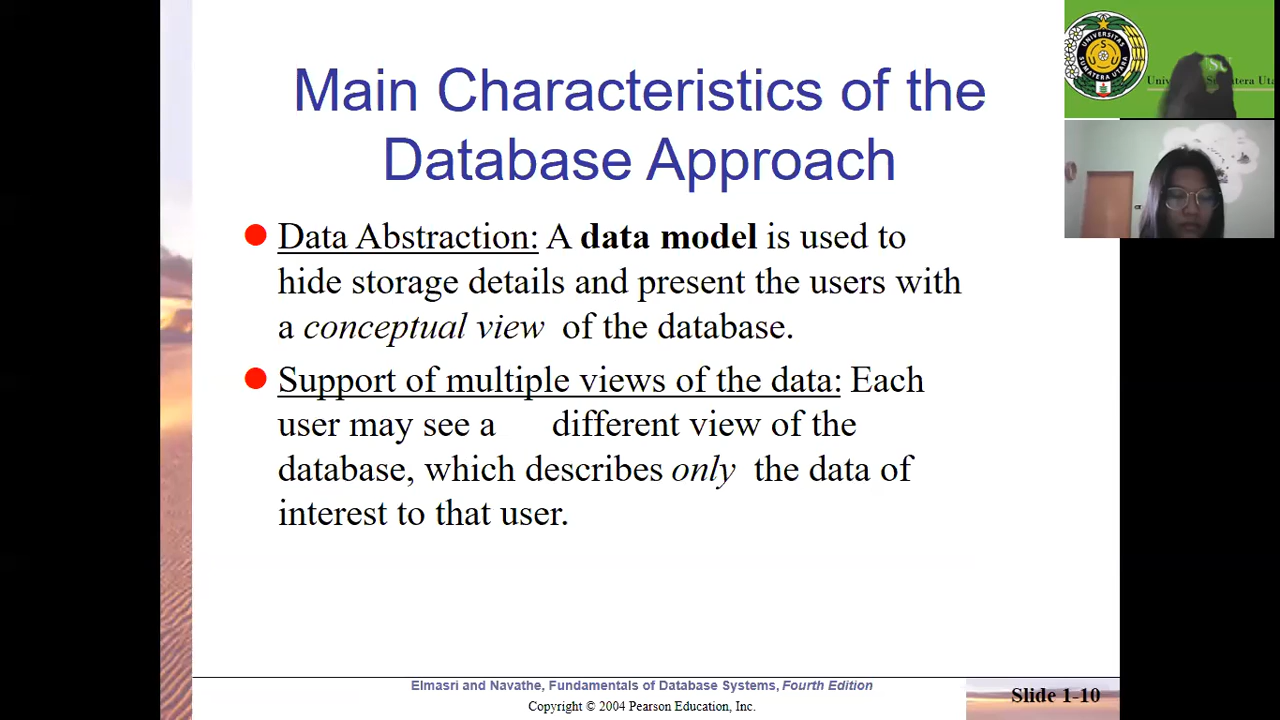 Main Characteristics of the
Database Approach
Data Abstraction: A data model is used to
hide storage details and present the users with
a conceptual view of the database.
Support of multiple views of the data: Each
user may see a different view of the
database, which describes only the data of
interest to that user.
Elmasri and Navathe, Fundamentals of Database Systems, Fourth Edition
Copyright © 2004 Pearson Education, Inc.
Slide 1-10
UNIVERSITAS
SUMATERA UTARA